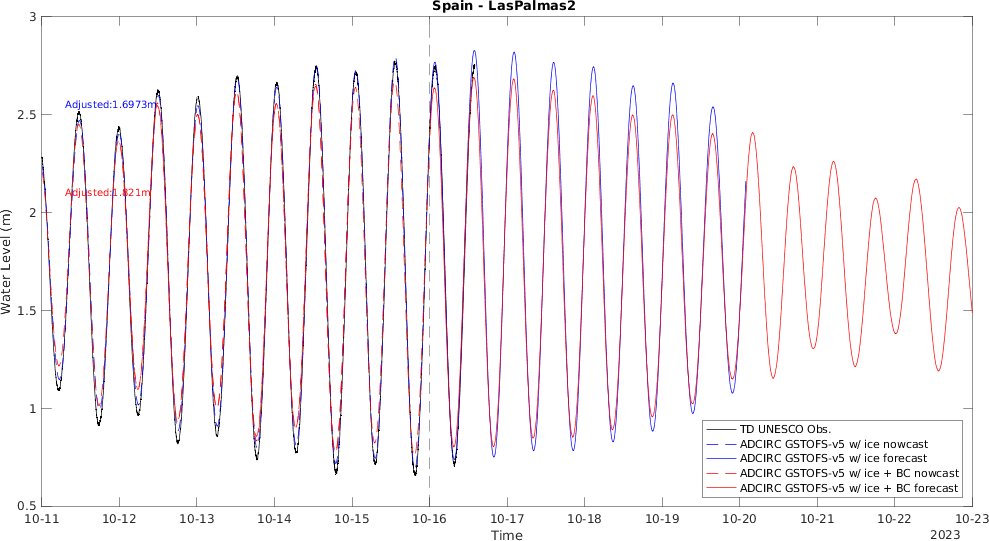 Spain - LasPalmas2
3
2.5
2
1.5
1
0.5
Water Level (m)
Adjusted:1.6973m
Adjusted:1.821m
TD UNESCO Obs.
ADCIRC GSTOFS-v5 w/ ice nowcast
ADCIRC GSTOFS-v5 w/ ice forecast
ADCIRC GSTOFS-v5 w/ ice + BC nowcast
ADCIRC GSTOFS-v5 w/ ice + BC forecast
10-11 10-12 10-13 10-14 10-15 10-16 10-17 10-18 10-19 10-20 10-21 10-22 10-23
Time
2023